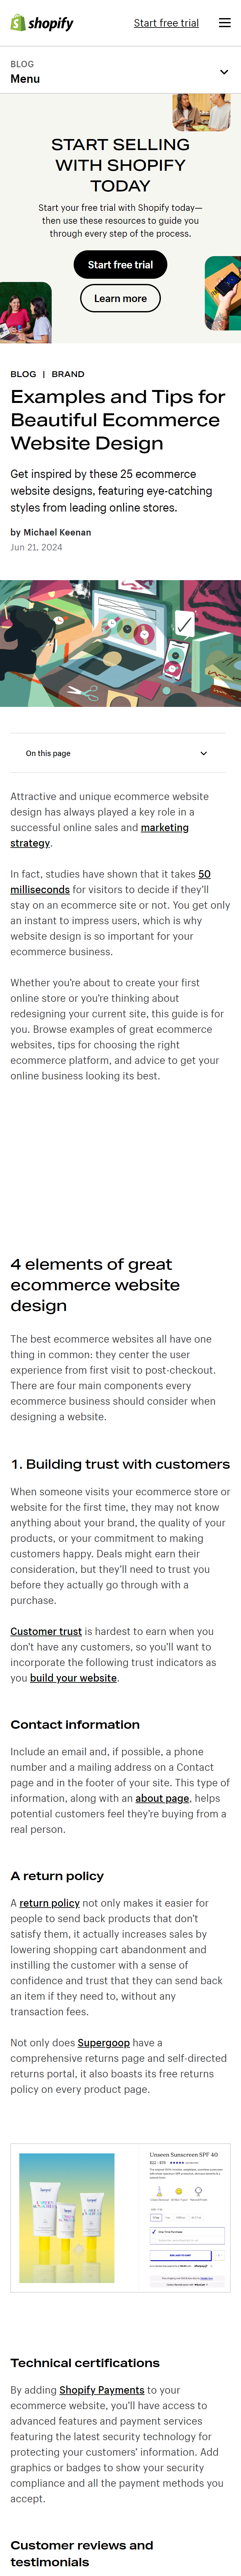 shopify
Start free trial
BLOG
Menu
START SELLING
WITH SHOPIFY
TODAY
Start your free trial with Shopify today—
then use these resources to guide you
through every step of the process.
Start free trial
Learn more
BLOG | BRAND
Examples and Tips for
Beautiful Ecommerce
Website Design
Get inspired by these 25 ecommerce
website designs, featuring eye-catching
styles from leading online stores.
by Michael Keenan
Jun 21, 2024
On this page
Attractive and unique ecommerce website
design has always played a key role in a
successful online sales and marketing
strategy.
In fact, studies have shown that it takes 50
milliseconds for visitors to decide if they'll
stay on an ecommerce site or not. You get only
an instant to impress users, which is why
website design is so important for your
ecommerce business.
Whether you're about to create your first
online store or you're thinking about
redesigning your current site, this guide is for
you. Browse examples of great ecommerce
websites, tips for choosing the right
ecommerce platform, and advice to get your
online business looking its best.
4 elements of great
ecommerce website
design
The best ecommerce websites all have one
thing in common: they center the user
experience from first visit to post-checkout.
There are four main components every
ecommerce business should consider when
designing a website.
1. Building trust with customers
When someone visits your ecommerce store or
website for the first time, they may not know
anything about your brand, the quality of your
products, or your commitment to making
customers happy. Deals might earn their
consideration, but they'll need to trust you
before they actually go through with a
purchase.
Customer trust is hardest to earn when you
don't have any customers, so you'll want to
incorporate the following trust indicators as
you build your website.
Contact information
Include an email and, if possible, a phone
number and a mailing address on a Contact
page and in the footer of your site. This type of
information, along with an about page, helps
potential customers feel they're buying from a
real person.
A return policy
A return policy not only makes it easier for
people to send back products that don't
satisfy them, it actually increases sales by
lowering shopping cart abandonment and
instilling the customer with a sense of
confidence and trust that they can send back
an item if they need to, without any
transaction fees.
Not only does Supergoop have a
comprehensive returns page and self-directed
returns portal, it also boasts its free returns
policy on every product page.
Unseen Sunscreen SPF 40
Technical certifications
By adding Shopify Payments to your
ecommerce website, you'll have access to
advanced features and payment services
featuring the latest security technology for
protecting your customers' information. Add
graphics or badges to show your security
compliance and all the payment methods you
accept.
Customer reviews and
testimonials